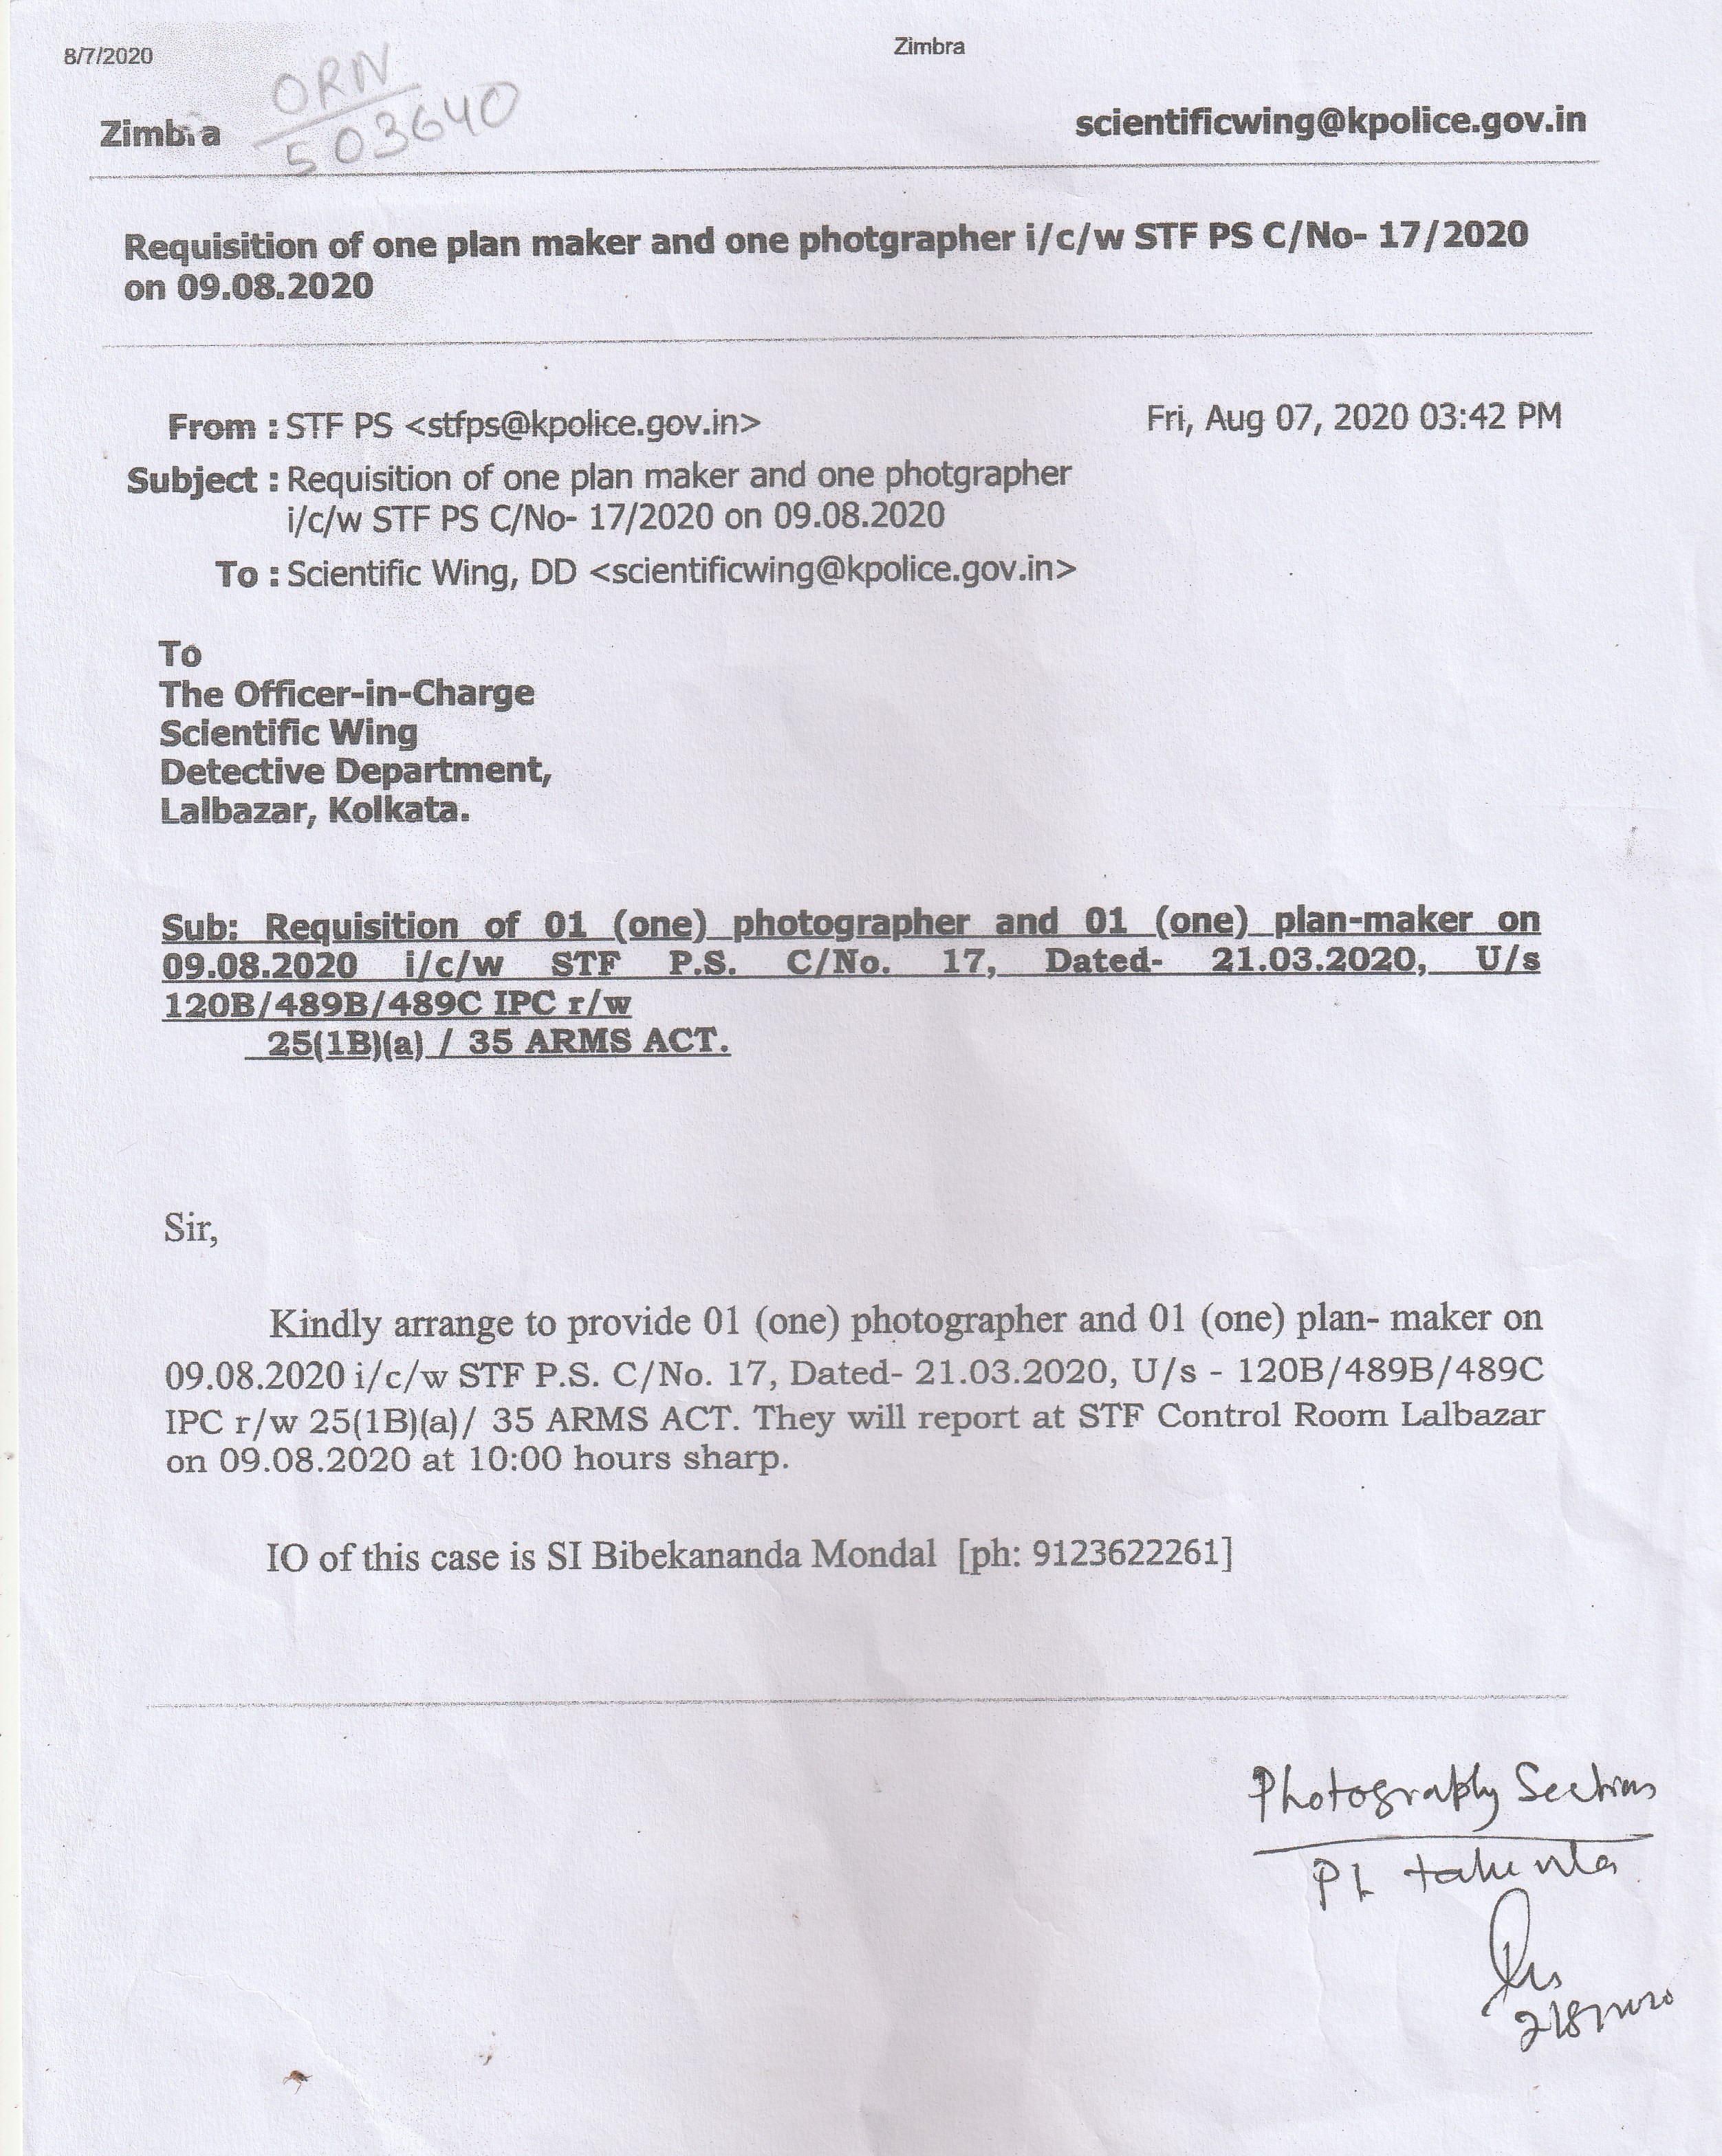 8/7/2020
Zimbra
ORN
503640
Zimbra
scientificwing@kpolice.gov.in
Requisition of one plan maker and one photgrapher i/c/w STF PS C/No- 17/2020
on 09.08.2020
From : STF PS <stfps@kpolice.gov.in>
Fri, Aug 07, 2020 03:42 PM
Subject : Requisition of one plan maker and one photgrapher
i/c/w STF PS C/No- 17/2020 on 09.08.2020
To : Scientific Wing, DD <scientificwing@kpolice.gov.in>
To
The Officer-in-Charge
Scientific Wing
Detective Department,
Lalbazar, Kolkata.
Sub: Requisition of 01 (one) photographer and 01 (one) plan-maker on
09.08.2020 i/c/w STF P.S. C/No. 17, Dated- 21.03.2020, U/s
120B/489B/489C IPC r/w
25(1B)(a) / 35 ARMS ACT.
Sir,
Kindly arrange to provide 01 (one) photographer and 01 (one) plan- maker on
09.08.2020 i/c/w STF P.S. C/No. 17, Dated- 21.03.2020, U/s - 120B/489B/489C
IPC r/w 25(1B)(a)/ 35 ARMS ACT. They will report at STF Control Room Lalbazar
on 09.08.2020 at 10:00 hours sharp.
IO of this case is SI Bibekananda Mondal [ph: 9123622261]
Photography Section
Pl take